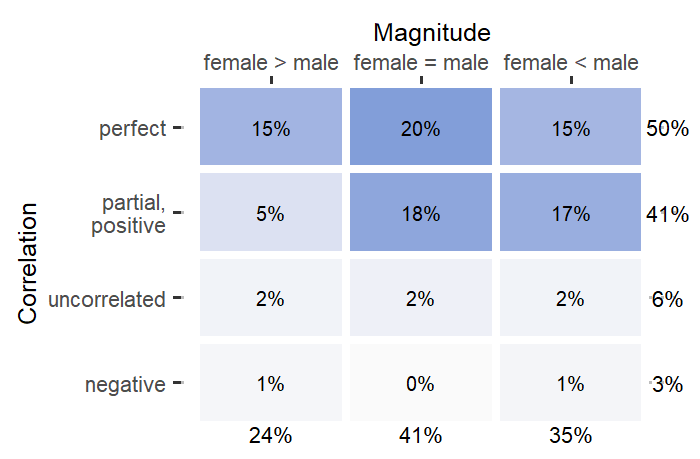 Magnitude
female > male female = male female < male
perfect 15% 20% 15% 50%
partial,
positive 5% 18% 17% 41%
uncorrelated 2% 2% 2% 6%
negative 1% 0% 1% 3%
24% 41% 35%
Correlation